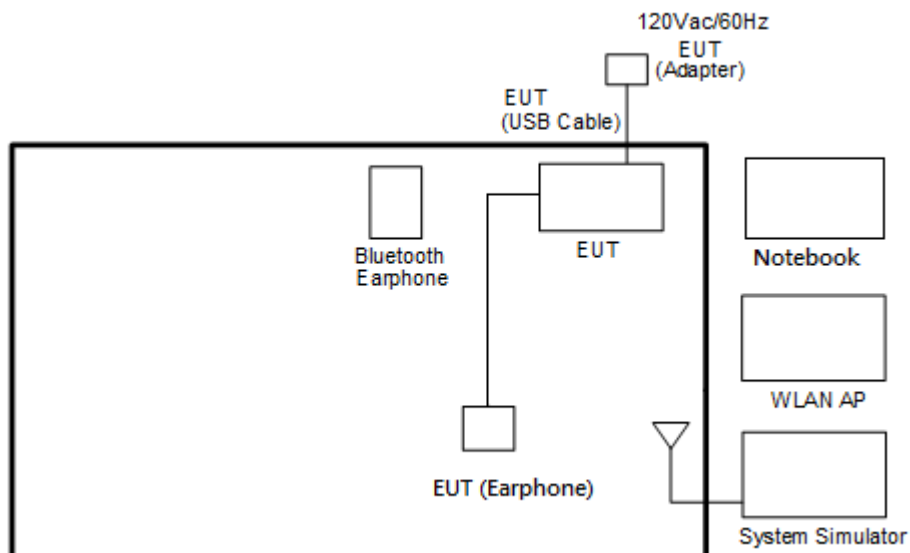 120Vac/60Hz
EUT
(Adapter)
EUT
(USB Cable)
Bluetooth
Earphone
EUT
Notebook
WLAN AP
EUT (Earphone)
System Simulator